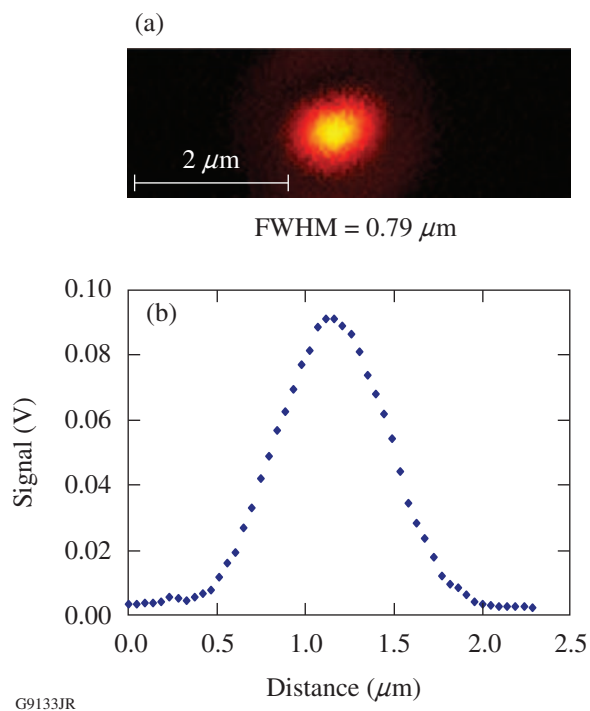 (a)
2 μm
FWHM = 0.79 μm
(b)
0.10
0.08
0.06
0.04
0.02
0.00
Signal (V)
0.0 0.5 1.0 1.5 2.0 2.5
Distance (μm)
G9133JR